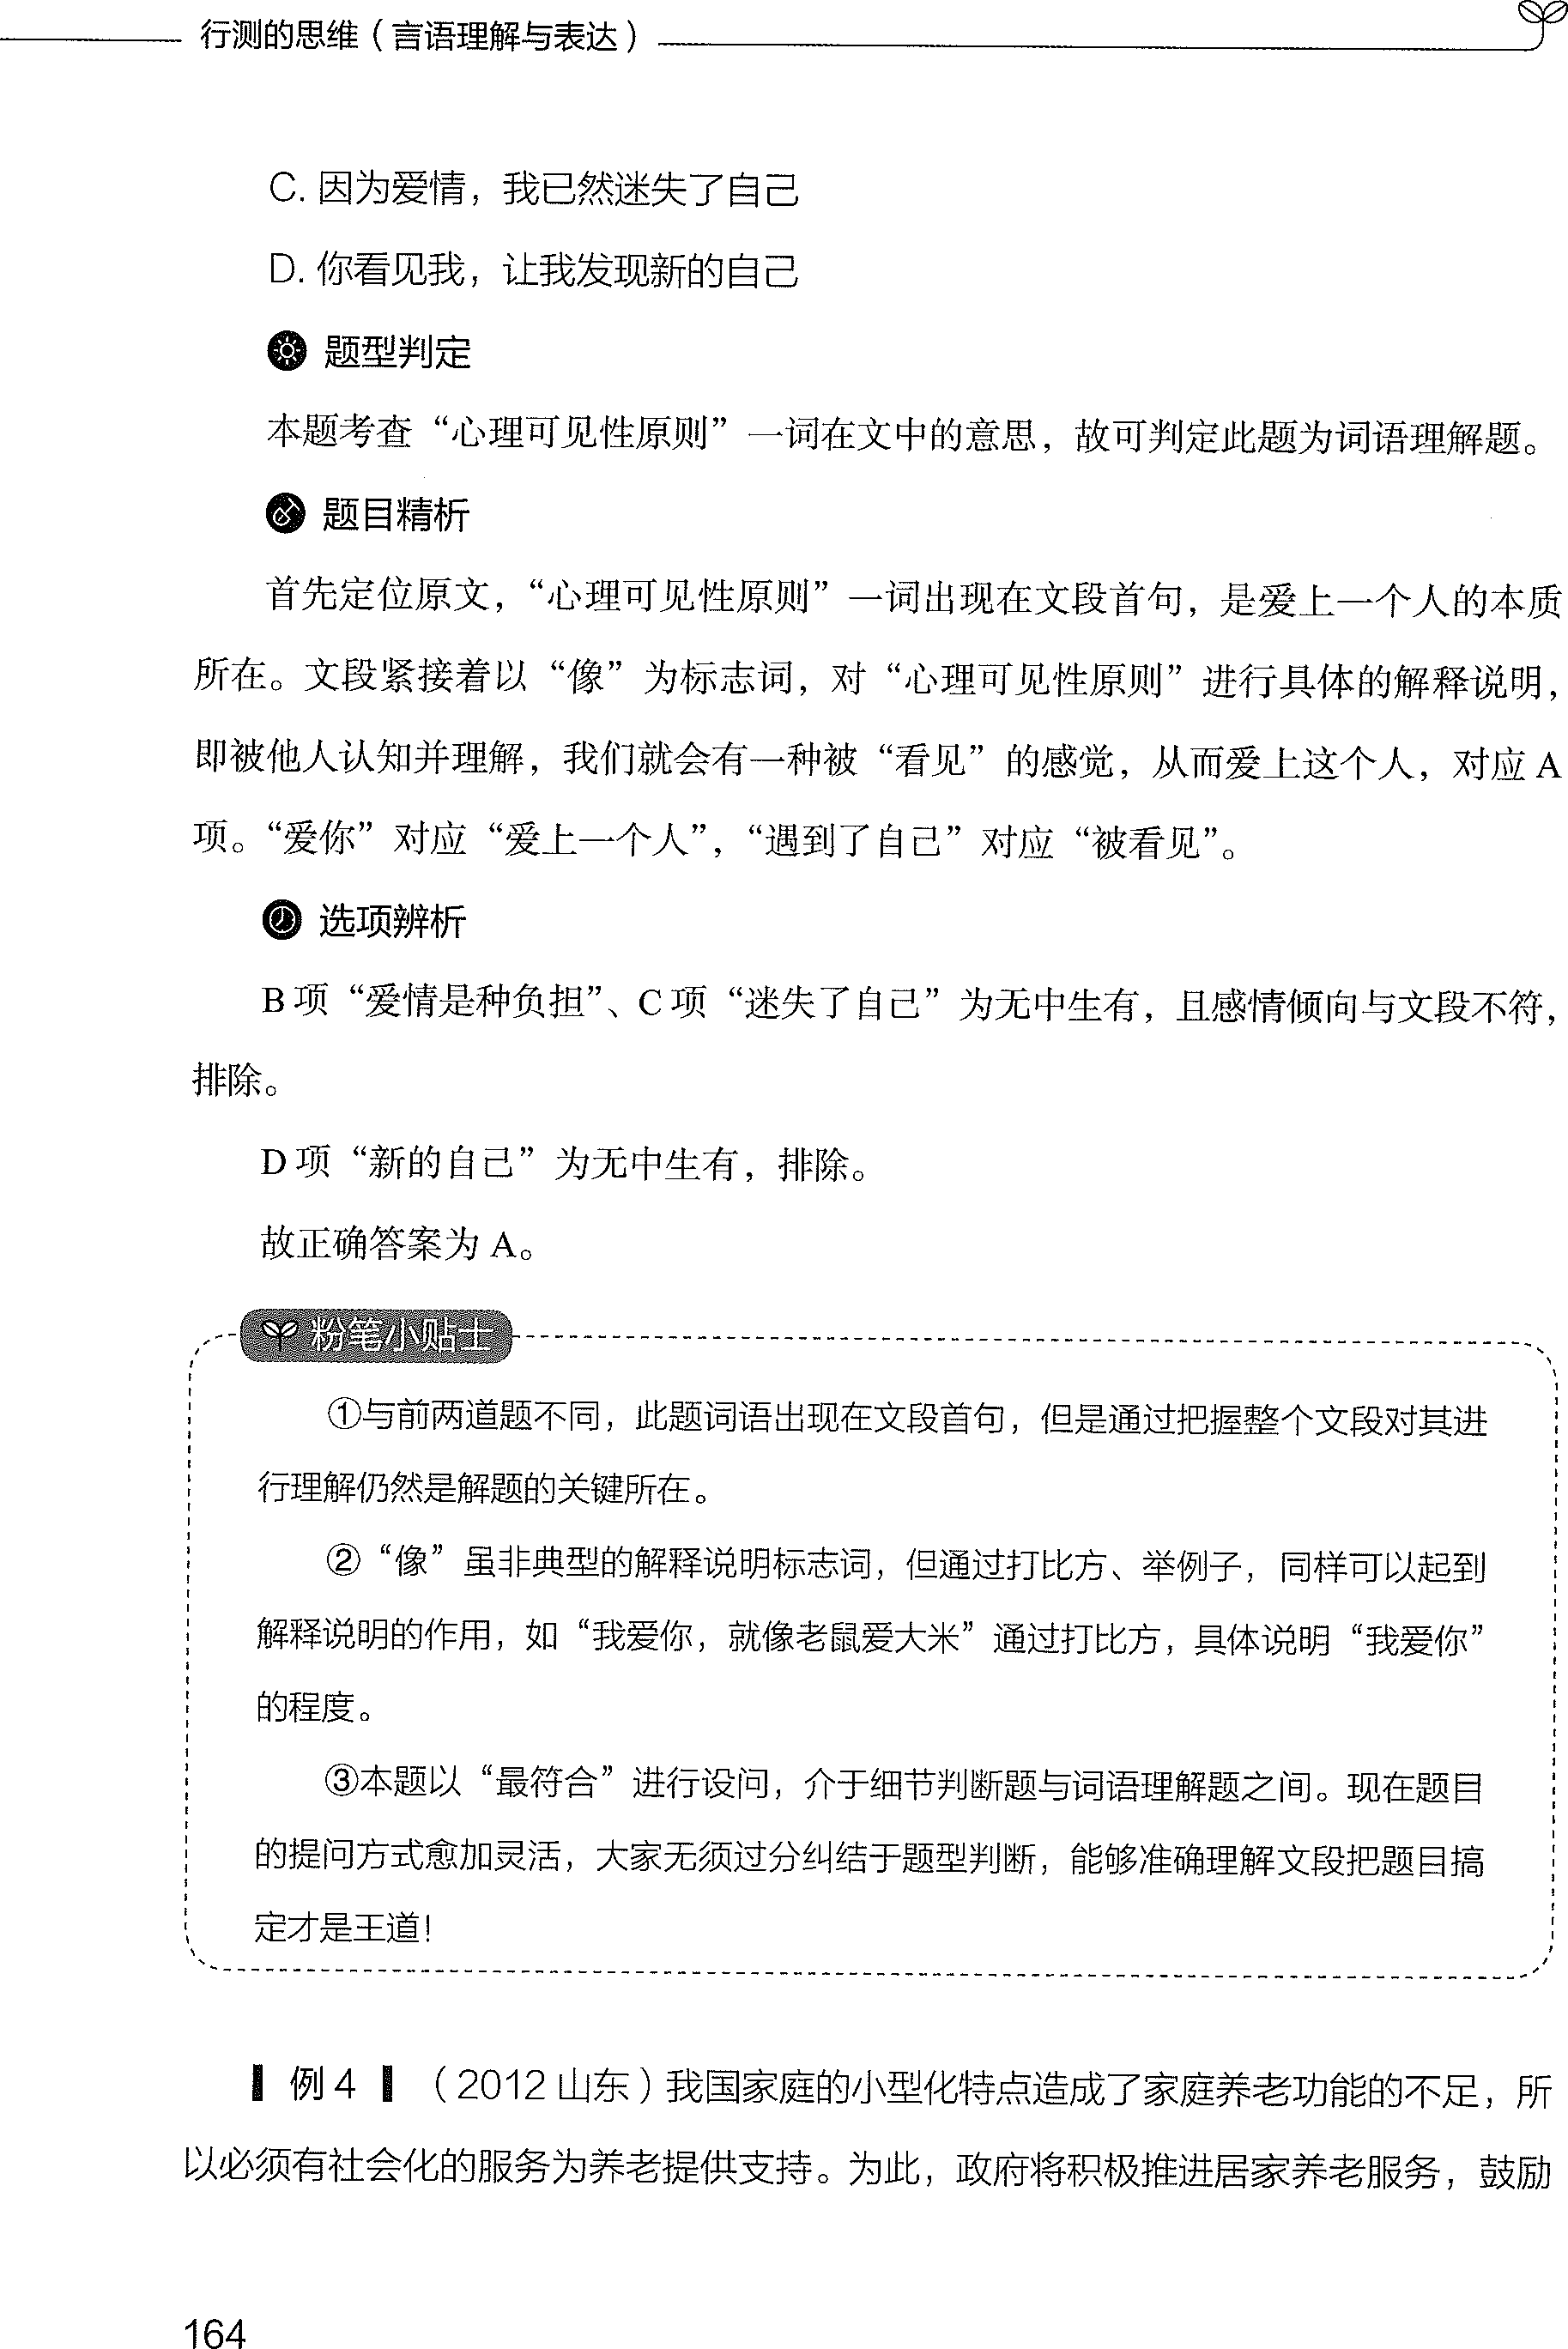 行测的思维（言语理解与表达）
C. 因为爱情，我已然迷失了自己
D. 你看见我，让我发现新的自己
题型判定
本题考查“心理可见性原则”一词在文中的意思，故可判定此题为词语理解题。
题目精析
首先定位原文，“心理可见性原则”一词出现在文段首句，是爱上一个人的本质
所在。文段紧接着以“像”为标志词，对“心理可见性原则”进行具体的解释说明，
即被他人认知并理解，我们就会有一种被“看见”的感觉，从而爱上这个人，对应 A
项。“爱你”对应“爱上一个人”，“遇到了自己”对应“被看见”。
选项辨析
B 项“爱情是种负担”、C 项“迷失了自己”为无中生有，且感情倾向与文段不符，
排除。
D 项“新的自己”为无中生有，排除。
故正确答案为 A。
粉笔小贴士
①与前两道题不同，此题词语出现在文段首句，但是通过把握整个文段对其进
行理解仍然是解题的关键所在。
②“像”虽非典型的解释说明标志词，但通过打比方、举例子，同样可以起到
解释说明的作用，如“我爱你，就像老鼠爱大米”通过打比方，具体说明“我爱你”
的程度。
③本题以“最符合”进行设问，介于细节判断题与词语理解题之间。现在题目
的提问方式愈加灵活，大家无须过分纠结于题型判断，能够准确理解文段把题目搞
定才是王道！
例 4 （2012 山东）我国家庭的小型化特点造成了家庭养老功能的不足，所
以必须有社会化的服务为养老提供支持。为此，政府将积极推进居家养老服务，鼓励
164